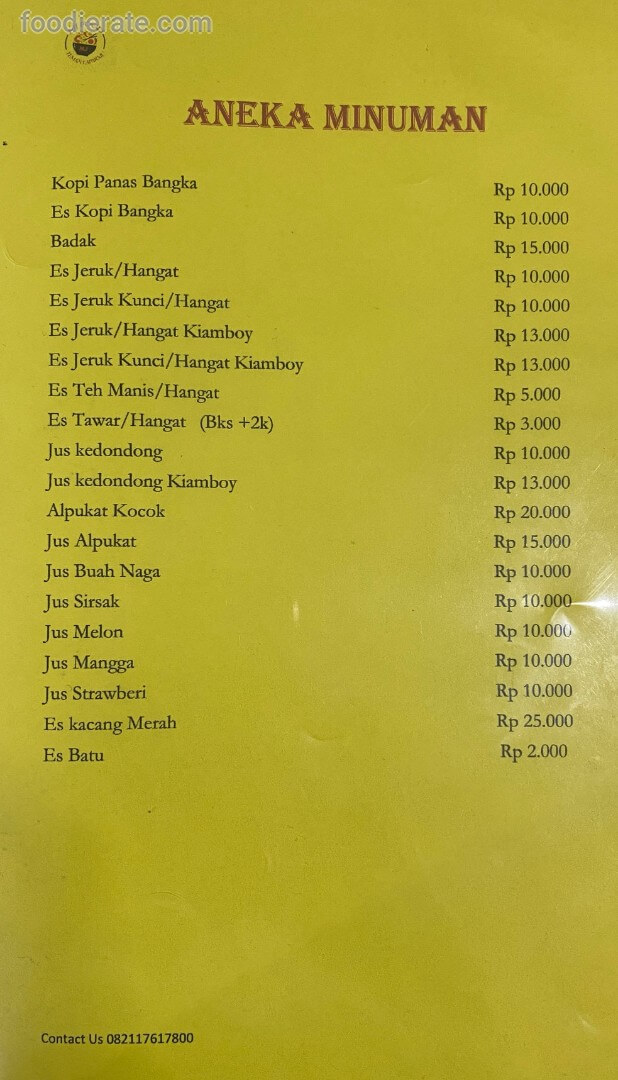 foodierate.com
ANEKA MINUMAN
Kopi Panas Bangka Rp 10.000
Es Kopi Bangka Rp 10.000
Badak Rp 15.000
Es Jeruk/Hangat Rp 10.000
Es Jeruk Kunci/Hangat Rp 10.000
Es Jeruk/Hangat Kiamboy Rp 13.000
Es Jeruk Kunci/Hangat Kiamboy Rp 13.000
Es Teh Manis/Hangat Rp 5.000
Es Tawar/Hangat (Bks +2k) Rp 3.000
Jus kedondong Rp 10.000
Jus kedondong Kiamboy Rp 13.000
Alpukat Kocok Rp 20.000
Jus Alpukat Rp 15.000
Jus Buah Naga Rp 10.000
Jus Sirsak Rp 10.000
Jus Melon Rp 10.000
Jus Mangga Rp 10.000
Jus Strawberi Rp 10.000
Es kacang Merah Rp 25.000
Es Batu Rp 2.000
Contact Us 082117617800